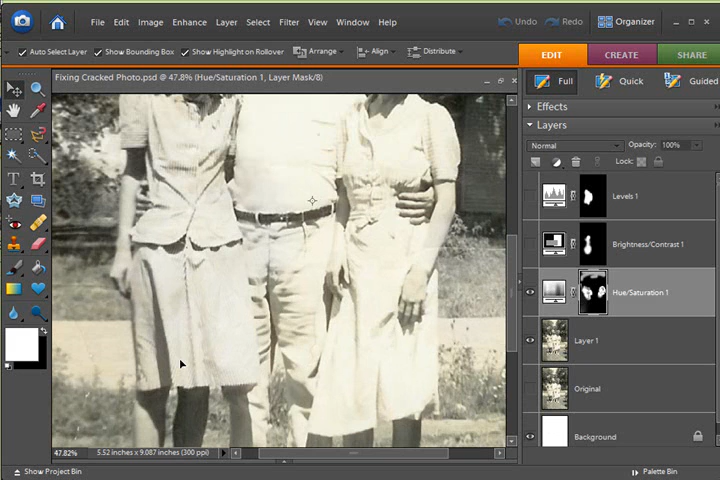 File Edit Image Enhance Layer Select Filter View Window Help Undo Redo Organizer
Auto Select Layer Show Bounding Box Show Highlight on Rollover Arrange Align Distribute
EDIT CREATE SHARE
Fixing Cracked Photo.psd @ 47.8% (Hue/Saturation 1, Layer Mask/8)
Full Quick Guided
Effects
Layers
Normal Opacity: 100%
Lock:
Levels 1
Brightness/Contrast 1
Hue/Saturation 1
Layer 1
Original
Background
47.82% 5.52 inches x 9.087 inches (300 ppi)
Show Project Bin Palette Bin